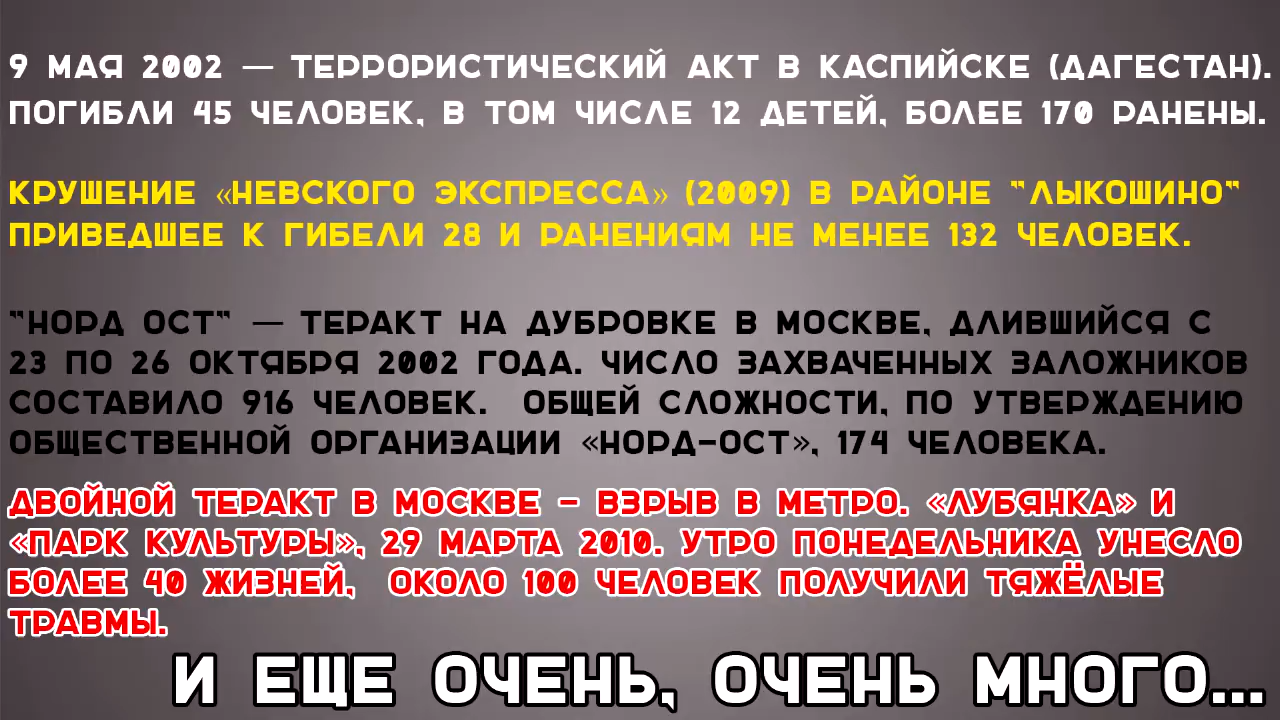 9 МАЯ 2002 — ТЕРРОРИСТИЧЕСКИЙ АКТ В КАСПИЙСКЕ (ДАГЕСТАН).
ПОГИБЛИ 45 ЧЕЛОВЕК, В ТОМ ЧИСЛЕ 12 ДЕТЕЙ, БОЛЕЕ 170 РАНЕНЫ.
КРУШЕНИЕ «НЕВСКОГО ЭКСПРЕССА» (2009) В РАЙОНЕ "ЛЫКОШИНО"
ПРИВЕДШЕЕ К ГИБЕЛИ 28 И РАНЕНИЯМ НЕ МЕНЕЕ 132 ЧЕЛОВЕК.
"НОРД ОСТ" — ТЕРАКТ НА ДУБРОВКЕ В МОСКВЕ, ДЛИВШИЙСЯ С
23 ПО 26 ОКТЯБРЯ 2002 ГОДА. ЧИСЛО ЗАХВАЧЕННЫХ ЗАЛОЖНИКОВ
СОСТАВИЛО 916 ЧЕЛОВЕК. ОБЩЕЙ СЛОЖНОСТИ, ПО УТВЕРЖДЕНИЮ
ОБЩЕСТВЕННОЙ ОРГАНИЗАЦИИ «НОРД-ОСТ», 174 ЧЕЛОВЕКА.
ДВОЙНОЙ ТЕРАКТ В МОСКВЕ - ВЗРЫВ В МЕТРО. «ЛУБЯНКА» И
«ПАРК КУЛЬТУРЫ», 29 МАРТА 2010. УТРО ПОНЕДЕЛЬНИКА УНЕСЛО
БОЛЕЕ 40 ЖИЗНЕЙ, ОКОЛО 100 ЧЕЛОВЕК ПОЛУЧИЛИ ТЯЖЁЛЫЕ
ТРАВМЫ.
И ЕЩЕ ОЧЕНЬ, ОЧЕНЬ МНОГО...